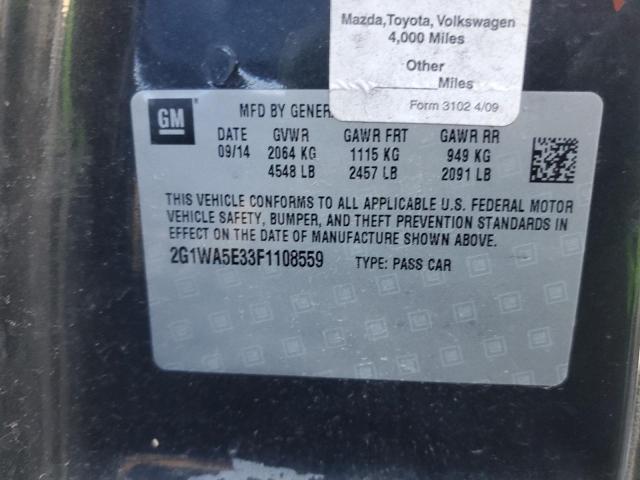 Mazda,Toyota, Volkswagen
4,000 Miles
Other
Miles
Form 3102 4/09
GM
MFD BY GENER
DATE GVWR GAWR FRT GAWR RR
09/14 2064 KG 1115 KG 949 KG
4548 LB 2457 LB 2091 LB
THIS VEHICLE CONFORMS TO ALL APPLICABLE U.S. FEDERAL MOTOR
VEHICLE SAFETY, BUMPER, AND THEFT PREVENTION STANDARDS IN
EFFECT ON THE DATE OF MANUFACTURE SHOWN ABOVE.
2G1WA5E33F1108559 TYPE: PASS CAR